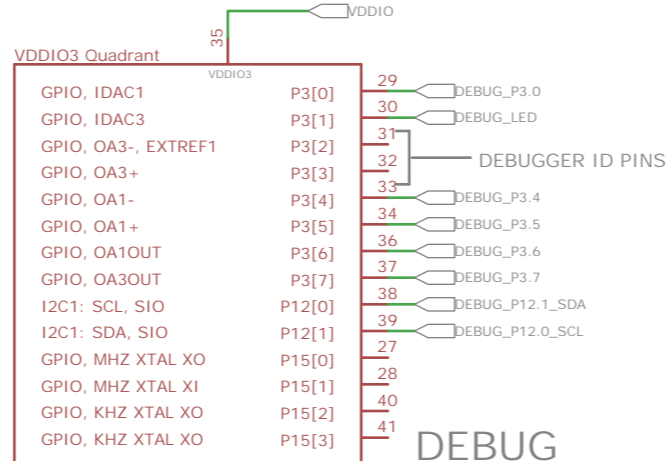 VDDIO
35
VDDIO3 Quadrant
VDDIO3
GPIO, IDAC1 P3[0] 29 DEBUG_P3.0
GPIO, IDAC3 P3[1] 30 DEBUG_LED
GPIO, OA3-, EXTREF1 P3[2] 31
GPIO, OA3+ P3[3] 32 DEBUGGER ID PINS
GPIO, OA1- P3[4] 33 DEBUG_P3.4
GPIO, OA1+ P3[5] 34 DEBUG_P3.5
GPIO, OA1OUT P3[6] 36 DEBUG_P3.6
GPIO, OA3OUT P3[7] 37 DEBUG_P3.7
I2C1: SCL, SIO P12[0] 38 DEBUG_P12.1_SDA
I2C1: SDA, SIO P12[1] 39 DEBUG_P12.0_SCL
GPIO, MHZ XTAL XO P15[0] 27
GPIO, MHZ XTAL XI P15[1] 28
GPIO, KHZ XTAL XO P15[2] 40
GPIO, KHZ XTAL XO P15[3] 41
DEBUG